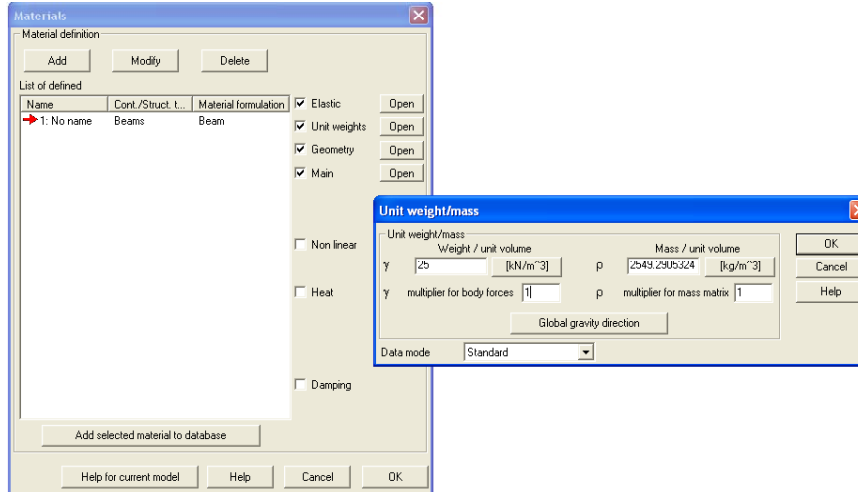 Materials
Material definition
Add Modify Delete
List of defined
Name Cont./Struct. t... Material formulation
1: No name Beams Beam
Elastic Open
Unit weights Open
Geometry Open
Main Open
Non linear
Heat
Damping
Add selected material to database
Help for current model Help Cancel OK
Unit weight/mass
Unit weight/mass
Weight / unit volume Mass / unit volume
γ 25 [kN/m^3] ρ 2549.2905324 [kg/m^3]
γ multiplier for body forces 1 ρ multiplier for mass matrix 1
Global gravity direction
Data mode Standard
OK
Cancel
Help